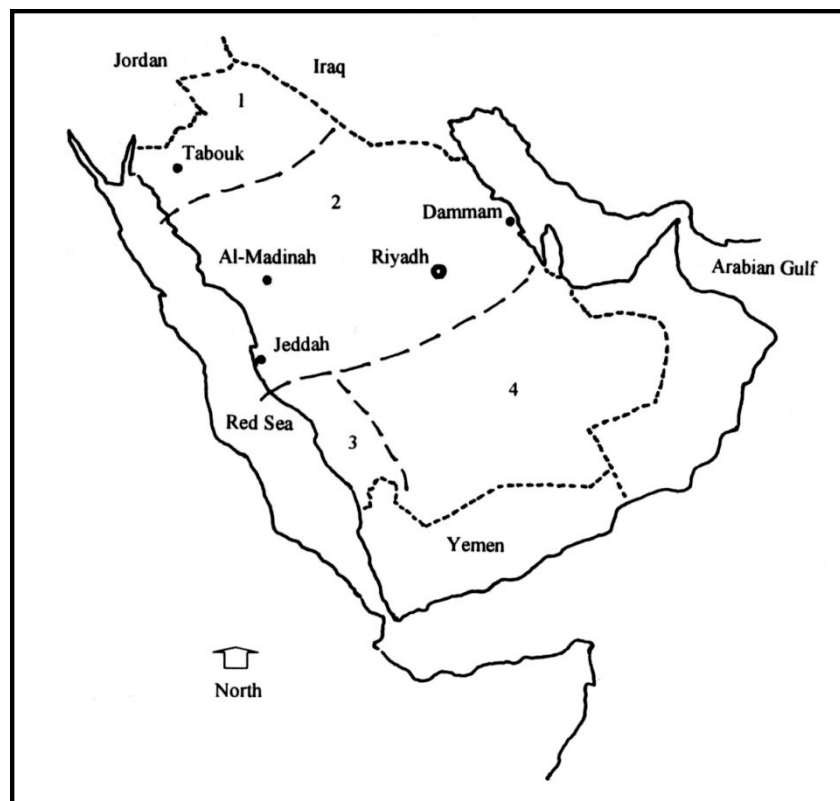 Jordan
Iraq
1
Tabouk
2
Dammam
Al-Madinah
Riyadh
Arabian Gulf
Jeddah
4
Red Sea
3
Yemen
North